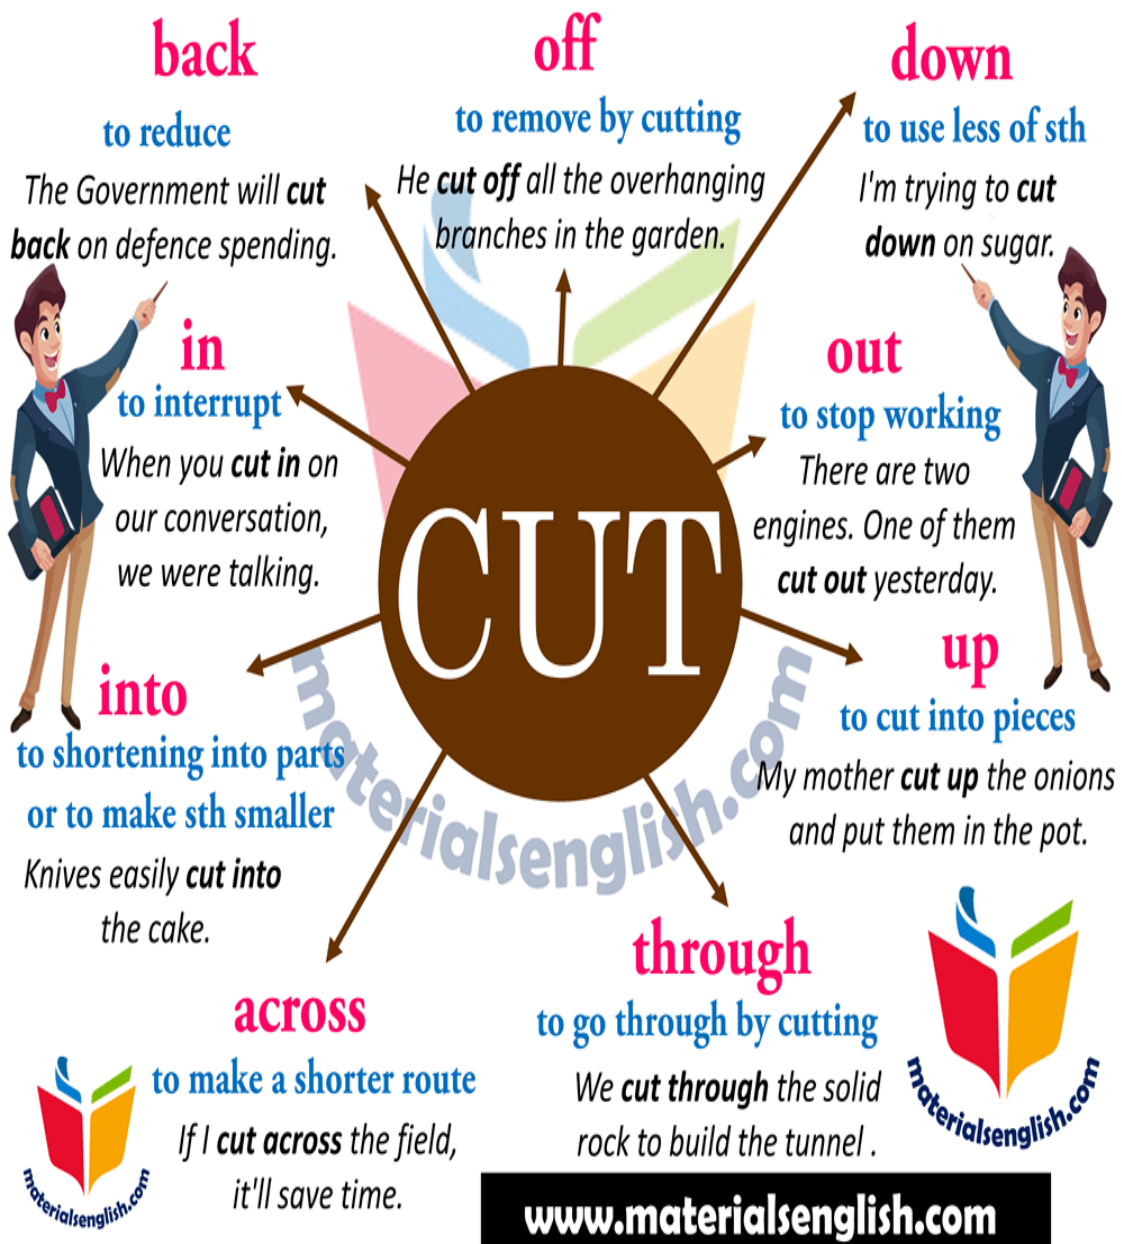 back
to reduce
The Government will cut
back on defence spending.
off
to remove by cutting
He cut off all the overhanging
branches in the garden.
down
to use less of sth
I'm trying to cut
down on sugar.
in
to interrupt
When you cut in on
our conversation,
we were talking.
out
to stop working
There are two
engines. One of them
cut out yesterday.
CUT
into
to shortening into parts
or to make sth smaller
Knives easily cut into
the cake.
up
to cut into pieces
My mother cut up the onions
and put them in the pot.
materialsenglish.com
across
to make a shorter route
If I cut across the field,
it'll save time.
through
to go through by cutting
We cut through the solid
rock to build the tunnel .
materialsenglish.com
materialsenglish.com
www.materialsenglish.com